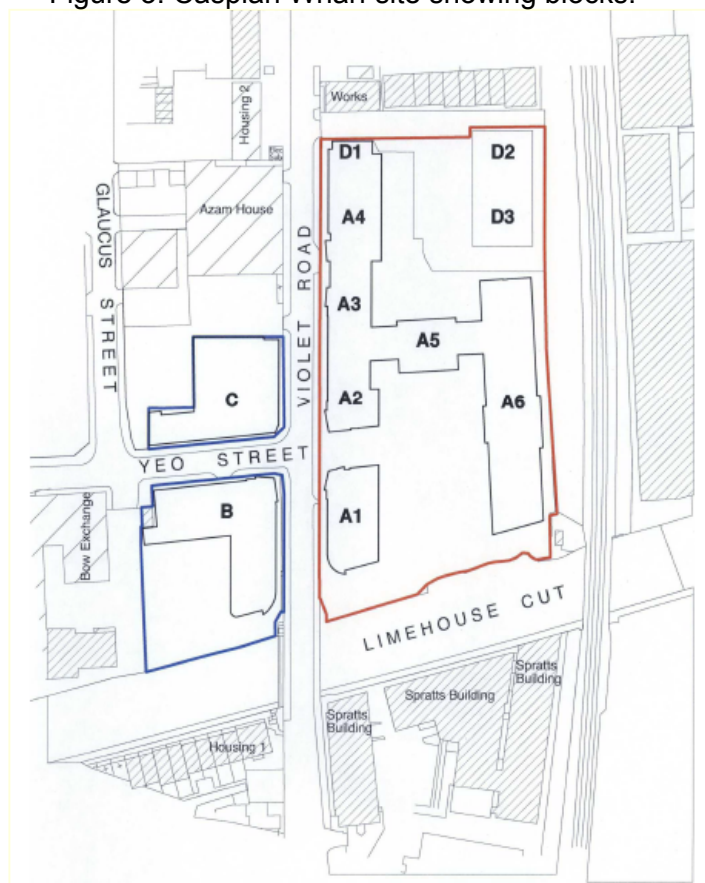 Figure 5: Caspian Wharf site showing blocks.
Works
Housing 2
D1
D2
Azam House
A4
D3
GLAUCUS
STREET
VIOLET ROAD
A3
A5
C
A2
A6
YEO STREET
B
A1
Bow Exchange
LIMEHOUSE CUT
Spratts
Building
Spratts Building
Spratts
Building
Housing 1